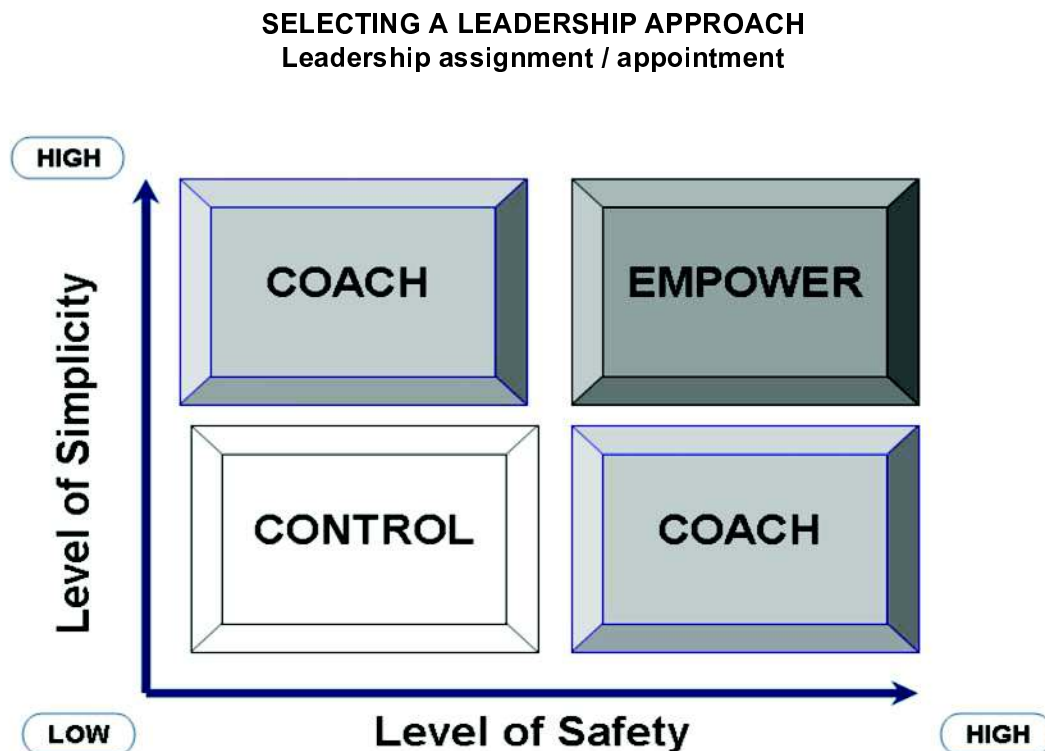 SELECTING A LEADERSHIP APPROACH
Leadership assignment / appointment
HIGH
COACH
EMPOWER
Level of Simplicity
CONTROL
COACH
LOW
Level of Safety
HIGH